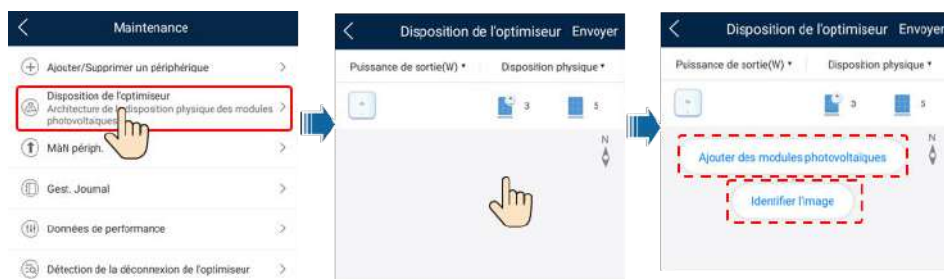 Maintenance
Ajouter/Supprimer un périphérique
Disposition de l'optimiseur
Architecture de la disposition physique des modules
photovoltaïques
MàN périph.
Gest. Journal
Données de performance
Détection de la déconnexion de l'optimiseur
Disposition de l'optimiseur Envoyer
Puissance de sortie(W) Disposition physique
3 5
N
Disposition de l'optimiseur Envoyer
Puissance de sortie(W) Disposition physique
3 5
N
Ajouter des modules photovoltaïques
Identifier l'image